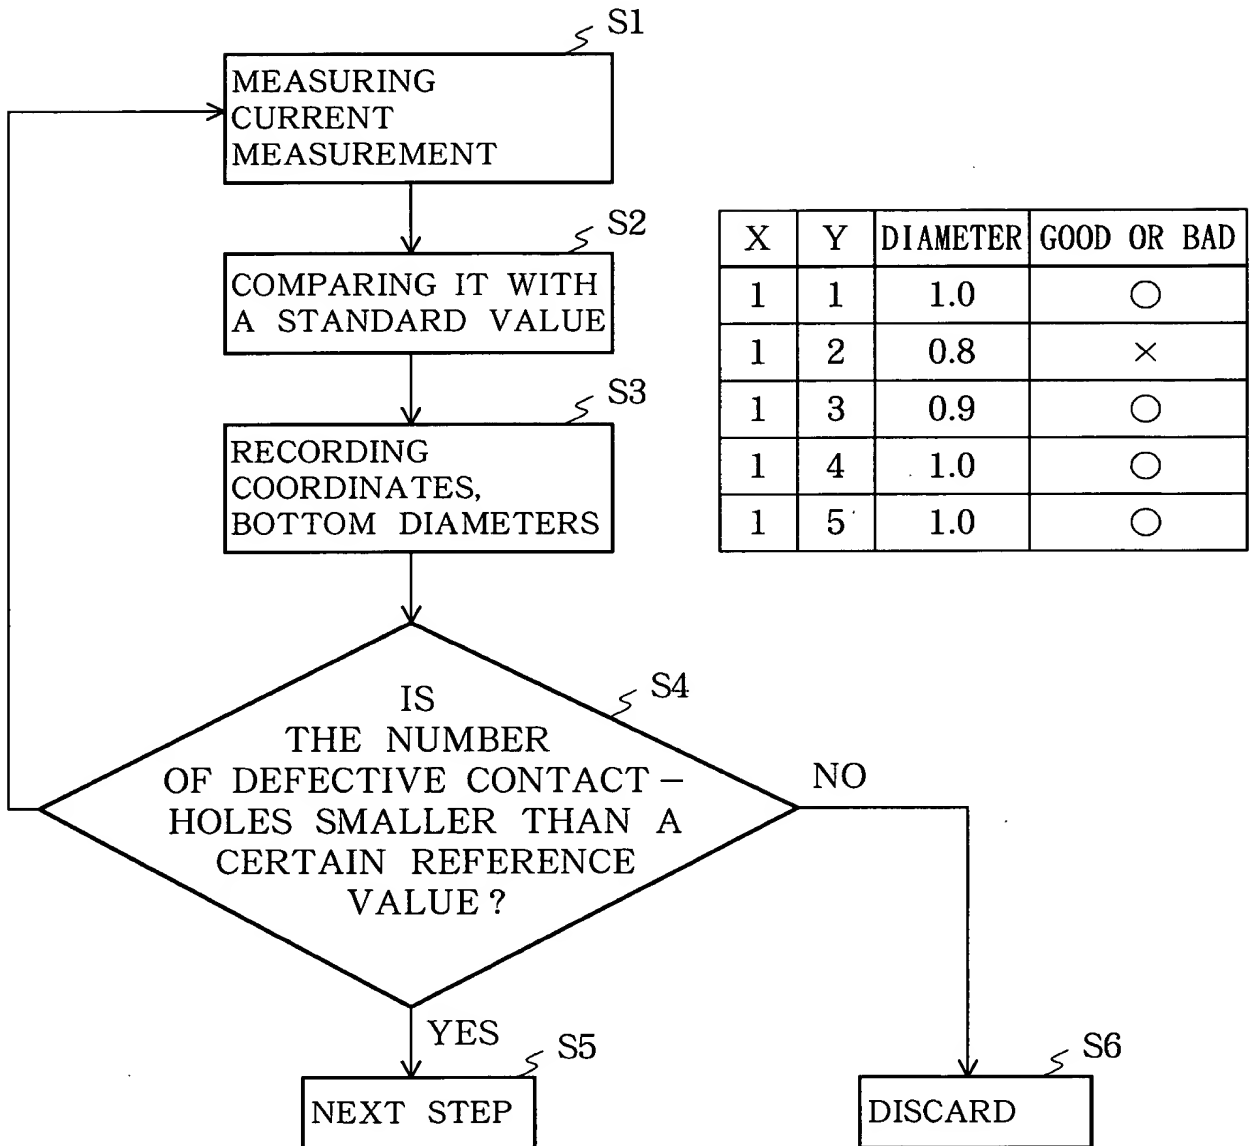 S1
MEASURING
CURRENT
MEASUREMENT
S2
COMPARING IT WITH
A STANDARD VALUE
S3
RECORDING
COORDINATES,
BOTTOM DIAMETERS
X Y DIAMETER GOOD OR BAD
1 1 1.0 ○
1 2 0.8 ×
1 3 0.9 ○
1 4 1.0 ○
1 5 1.0 ○
S4
IS
THE NUMBER
OF DEFECTIVE CONTACT–
HOLES SMALLER THAN A
CERTAIN REFERENCE
VALUE?
NO
YES
S5
NEXT STEP
S6
DISCARD